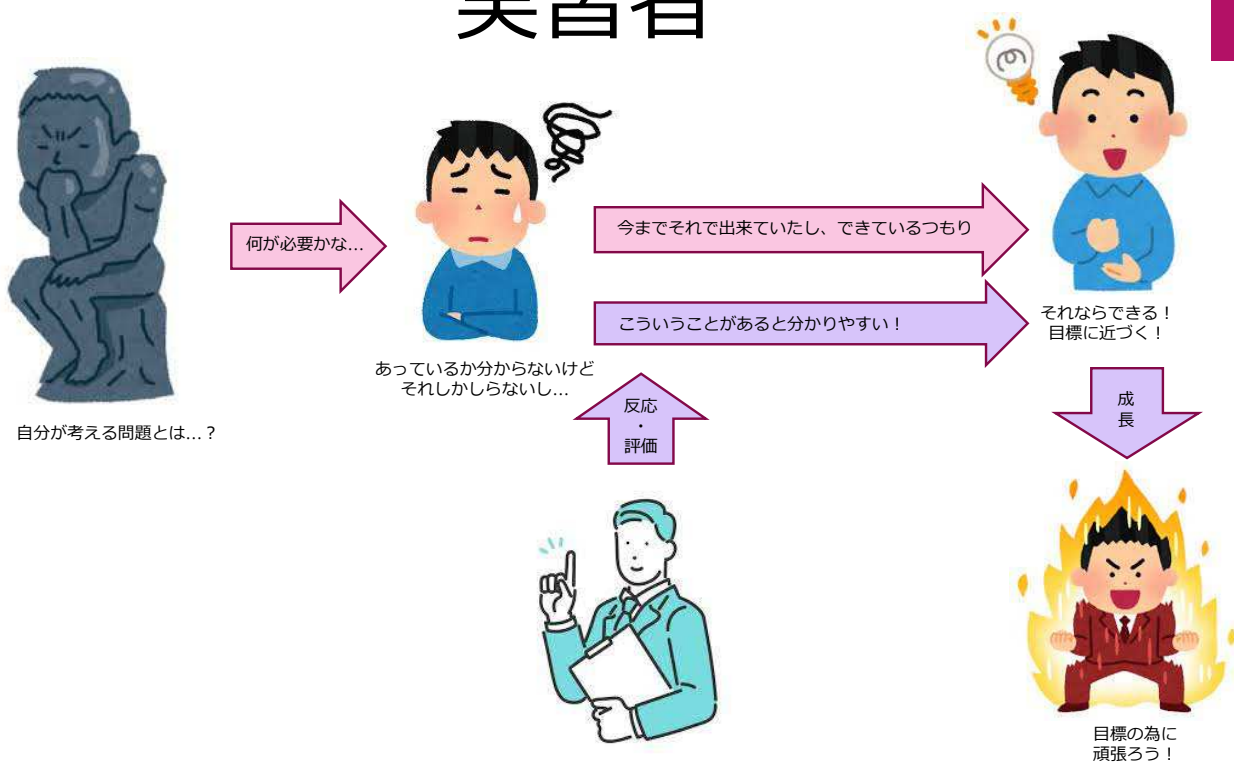 実習者
何が必要かな…
今までそれで出来ていたし、できているつもり
こういうことがあると分かりやすい！
それならできる！
目標に近づく！
あっているか分からないけど
それしかしらないし…
自分が考える問題とは…？
反応
・
評価
成
長
目標の為に
頑張ろう！